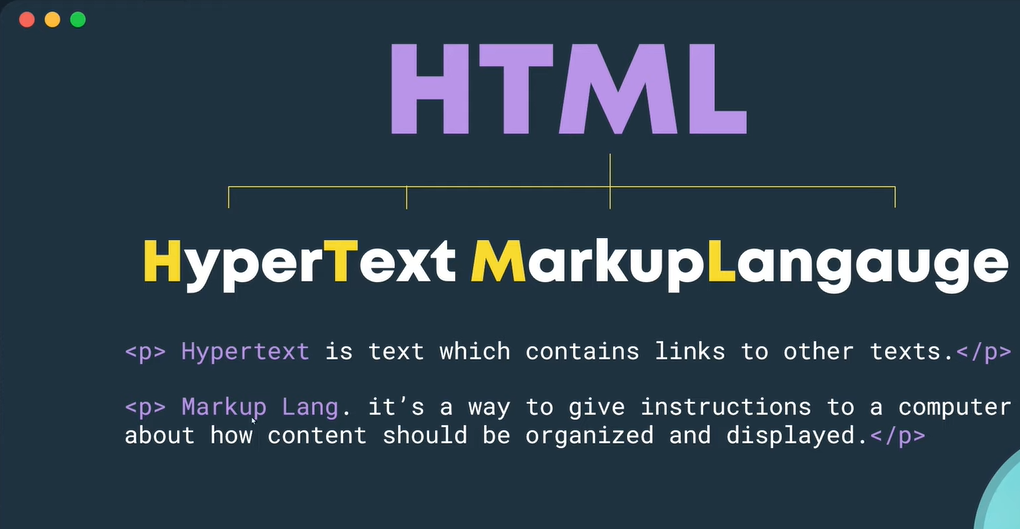 HTML
HyperText MarkupLangauge
<p> Hypertext is text which contains links to other texts.</p>
<p> Markup Lang. it’s a way to give instructions to a computer
about how content should be organized and displayed.</p>